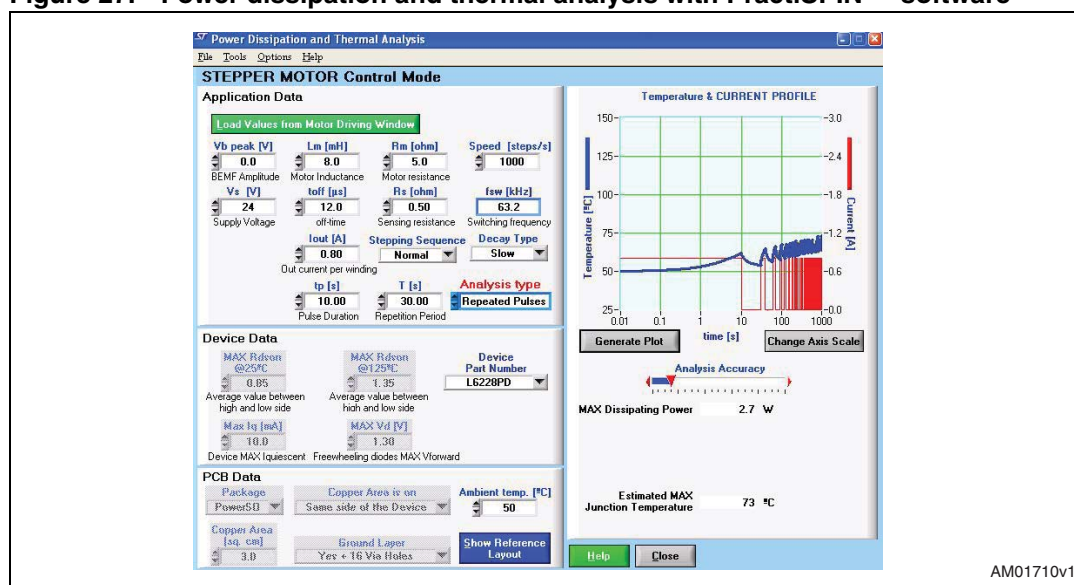 Figure 27. Power dissipation and thermal analysis with PractiSPIN™ software
Power Dissipation and Thermal Analysis
File Tools Options Help
STEPPER MOTOR Control Mode
Application Data
Load Values from Motor Driving Window
Vb peak [V] Lm [mH] Rm [ohm] Speed [steps/s]
0.0 8.0 5.0 1000
BEMF Amplitude Motor Inductance Motor resistance
Vs [V] toff [µs] Rs [ohm] fsw [kHz]
24 12.0 0.50 63.2
Supply Voltage off-time Sensing resistance Switching frequency
Iout [A] Stepping Sequence Decay Type
0.80 Normal Slow
Out current per winding
tp [s] T [s] Analysis type
10.00 30.00 Repeated Pulses
Pulse Duration Repetition Period
Device Data
MAX Rdson @25ºC MAX Rdson @125ºC Device Part Number
0.85 1.35 L6228PD
Average value between high and low side Average value between high and low side
Max Iq [mA] MAX Vd [V]
10.0 1.30
Device MAX Iquiescent Freewheeling diodes MAX Vforward
PCB Data
Package Copper Area is on Ambient temp. [ºC]
PowerSO Same side of the Device 50
Copper Area [sq. cm] Ground Layer
3.0 Yes + 16 Via Holes Show Reference Layout
Temperature & CURRENT PROFILE
150 -3.0
125 -2.4
100 -1.8
75 -1.2
50 -0.6
25 -0.0
Temperature [ºC]
Current [A]
0.01 0.1 1 10 100 1000
time [s]
Generate Plot Change Axis Scale
Analysis Accuracy
MAX Dissipating Power 2.7 W
Estimated MAX Junction Temperature 73 ºC
Help Close
AM01710v1